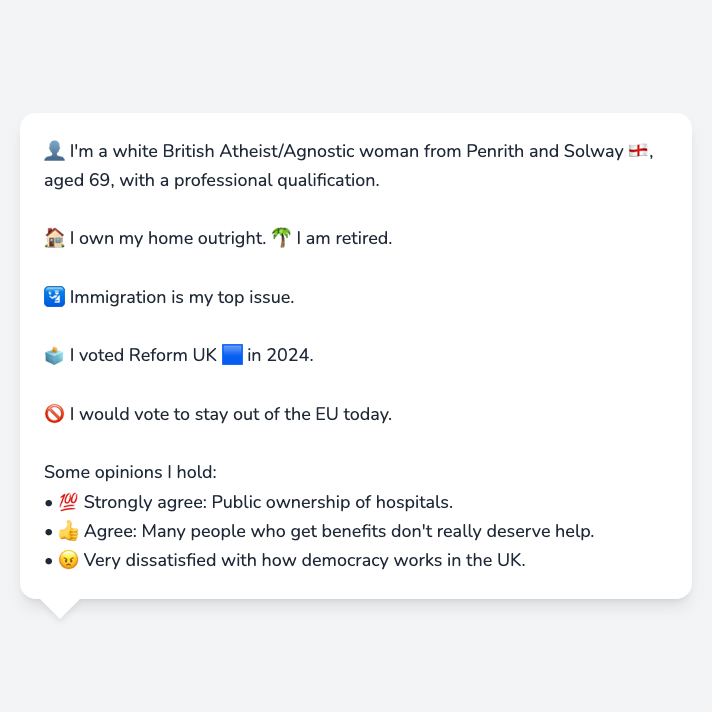 👤 I'm a white British Atheist/Agnostic woman from Penrith and Solway 🏴󠁧󠁢󠁥󠁮󠁧󠁿,
aged 69, with a professional qualification.
🏠 I own my home outright. 🌴 I am retired.
🛂 Immigration is my top issue.
🗳️ I voted Reform UK 🟦 in 2024.
🚫 I would vote to stay out of the EU today.
Some opinions I hold:
• 💯 Strongly agree: Public ownership of hospitals.
• 👍 Agree: Many people who get benefits don't really deserve help.
• 😠 Very dissatisfied with how democracy works in the UK.